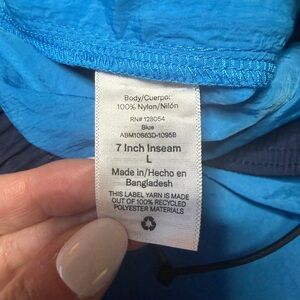 Body/Cuerpo:
100% Nylon/Nilón
RN# 128054
Blue
ABM10663D-1095B
7 Inch Inseam
L
Made in/Hecho en
Bangladesh
THIS LABEL YARN IS MADE
OUT OF 100% RECYCLED
POLYESTER MATERIALS